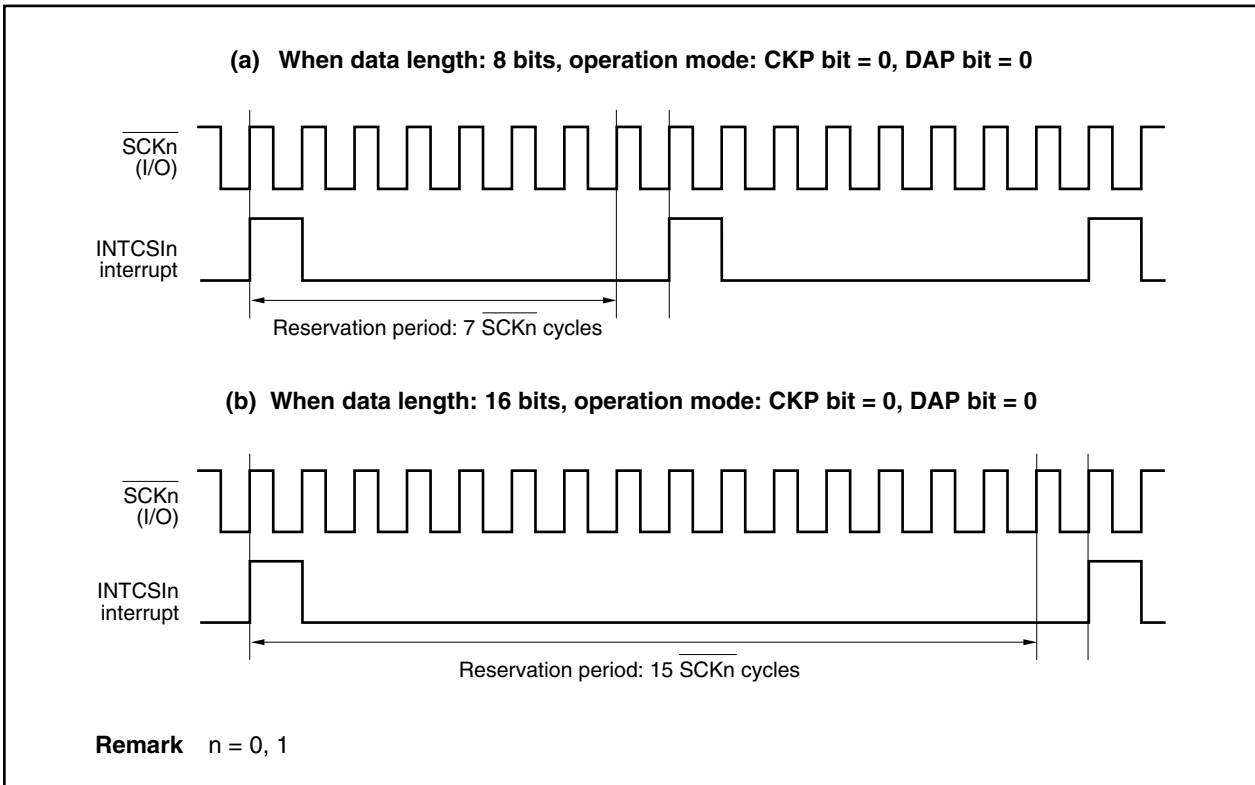 (a) When data length: 8 bits, operation mode: CKP bit = 0, DAP bit = 0
SCKn
(I/O)
INTCSIn
interrupt
Reservation period: 7 SCKn cycles
(b) When data length: 16 bits, operation mode: CKP bit = 0, DAP bit = 0
SCKn
(I/O)
INTCSIn
interrupt
Reservation period: 15 SCKn cycles
Remark n = 0, 1